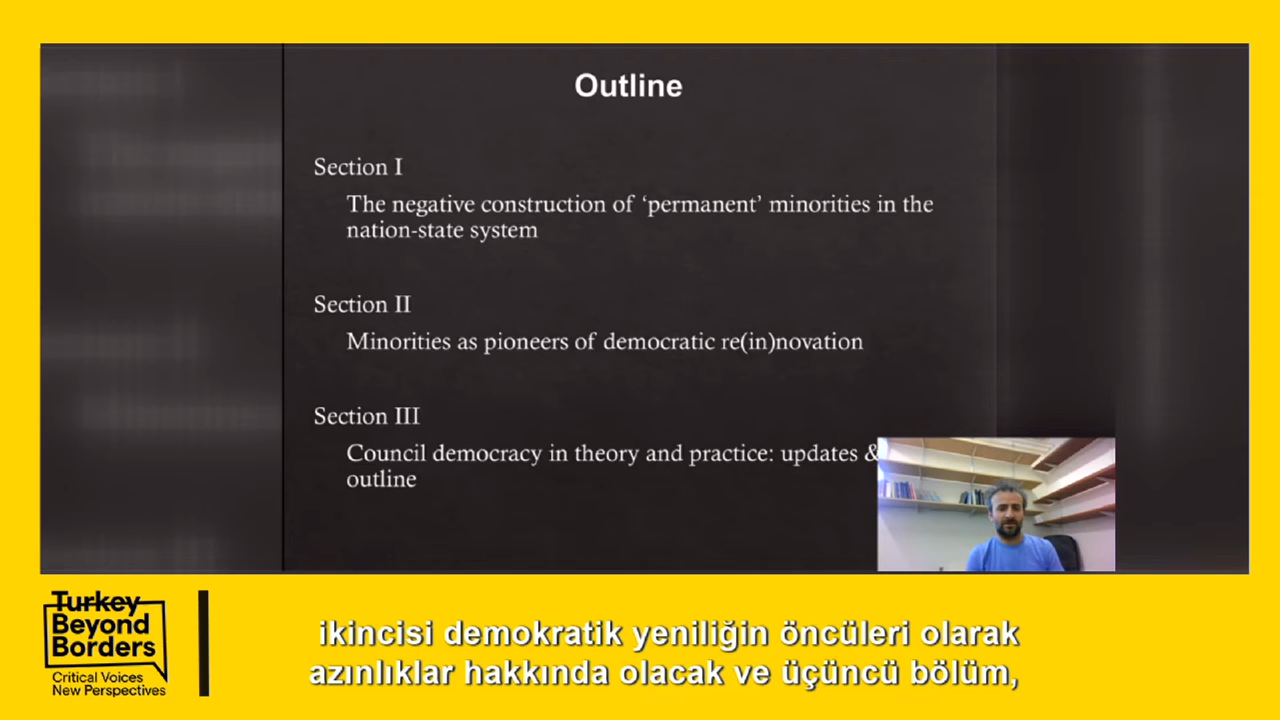 Outline
Section I
The negative construction of ‘permanent’ minorities in the
nation-state system
Section II
Minorities as pioneers of democratic re(in)novation
Section III
Council democracy in theory and practice: updates &
outline
Turkey
Beyond
Borders
Critical Voices
New Perspectives
ikincisi demokratik yeniliğin öncüleri olarak
azınlıklar hakkında olacak ve üçüncü bölüm,